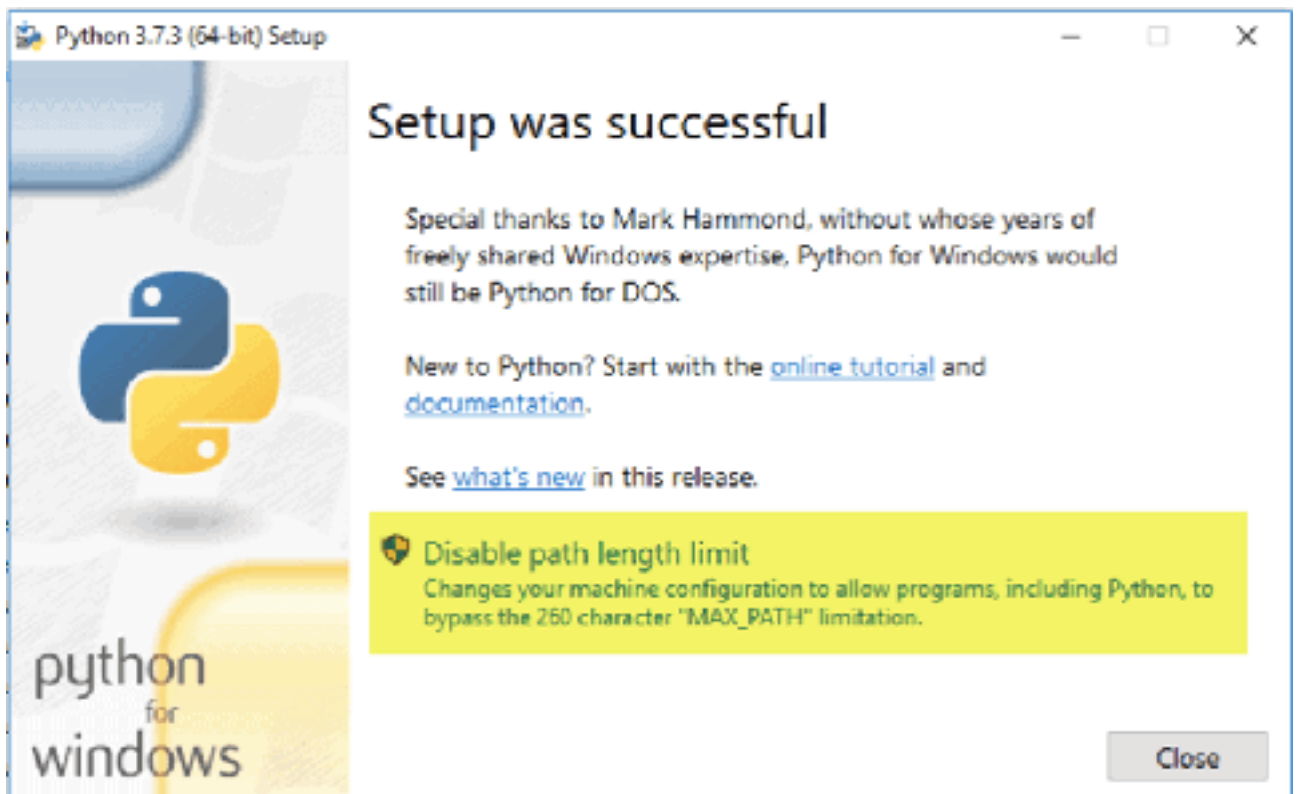 Python 3.7.3 (64-bit) Setup
Setup was successful
Special thanks to Mark Hammond, without whose years of
freely shared Windows expertise, Python for Windows would
still be Python for DOS.
New to Python? Start with the online tutorial and
documentation.
See what's new in this release.
Disable path length limit
Changes your machine configuration to allow programs, including Python, to
bypass the 260 character "MAX_PATH" limitation.
python
for
windows
Close